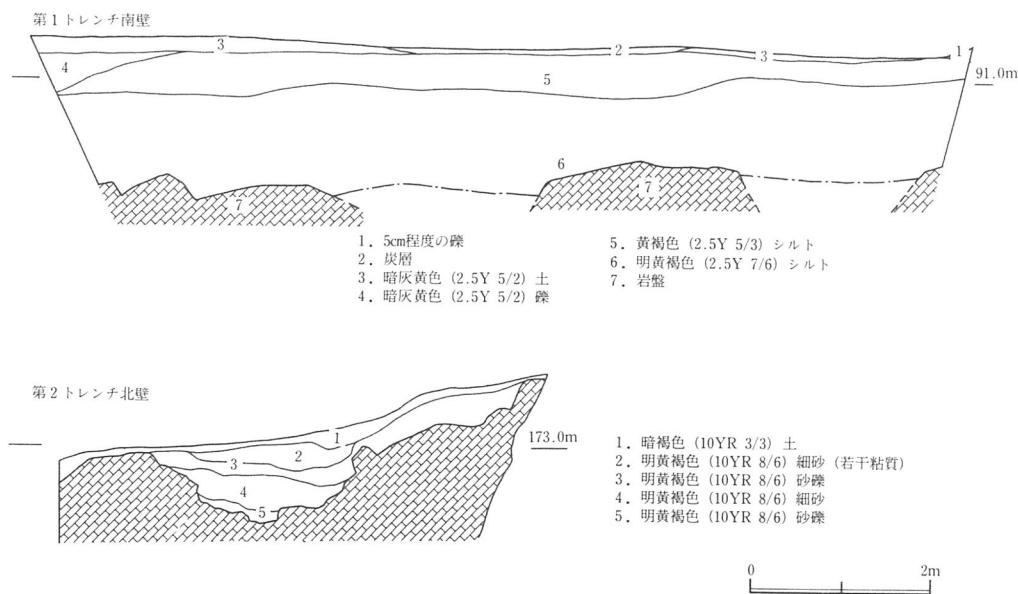 第1トレンチ南壁
3
2
3
1
4
5
91.0m
6
7
7
1. 5cm程度の礫
2. 炭層
3. 暗灰黄色 (2.5Y 5/2) 土
4. 暗灰黄色 (2.5Y 5/2) 礫
5. 黄褐色 (2.5Y 5/3) シルト
6. 明黄褐色 (2.5Y 7/6) シルト
7. 岩盤
第2トレンチ北壁
1
2
3
4
5
173.0m
1. 暗褐色 (10YR 3/3) 土
2. 明黄褐色 (10YR 8/6) 細砂 (若干粘質)
3. 明黄褐色 (10YR 8/6) 砂礫
4. 明黄褐色 (10YR 8/6) 細砂
5. 明黄褐色 (10YR 8/6) 砂礫
0 2m